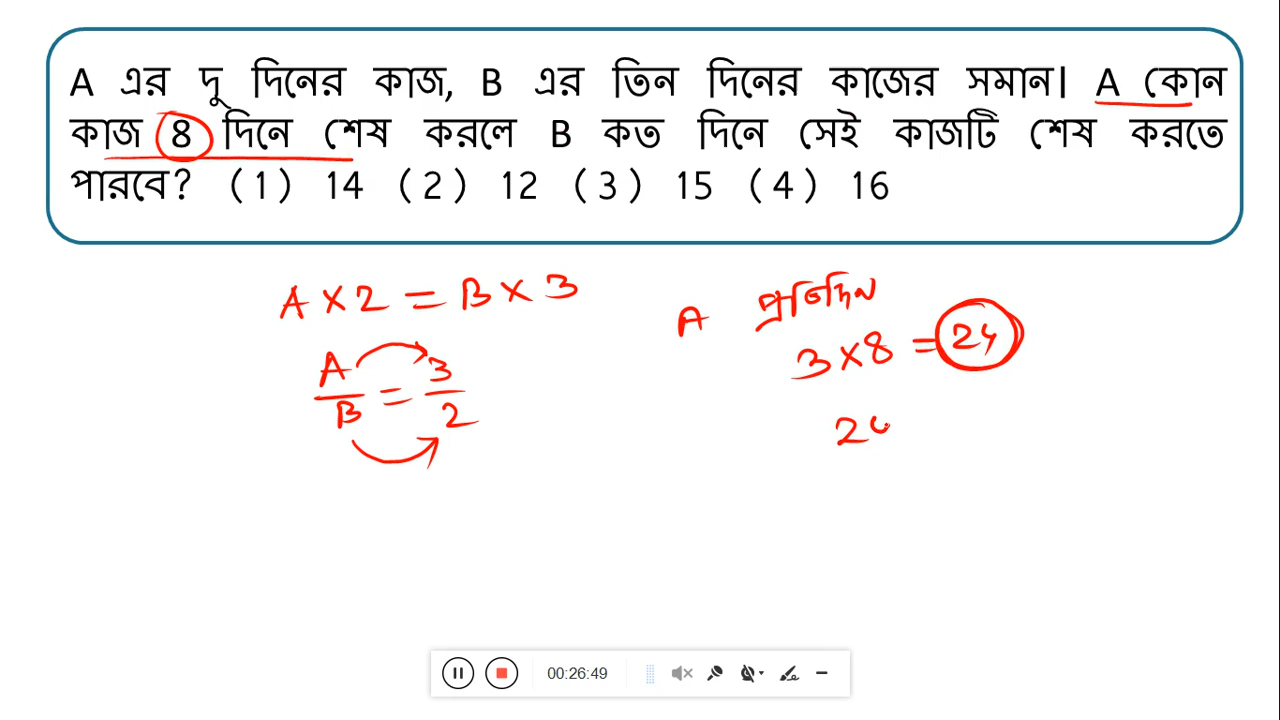 A এর দু দিনের কাজ, B এর তিন দিনের কাজের সমান। A কোন
কাজ 8 দিনে শেষ করলে B কত দিনে সেই কাজটি শেষ করতে
পারবে? (1) 14 (2) 12 (3) 15 (4) 16
A × 2 = B × 3
A/B = 3/2
A প্রতিদিন
3 × 8 = 24
2
00:26:49